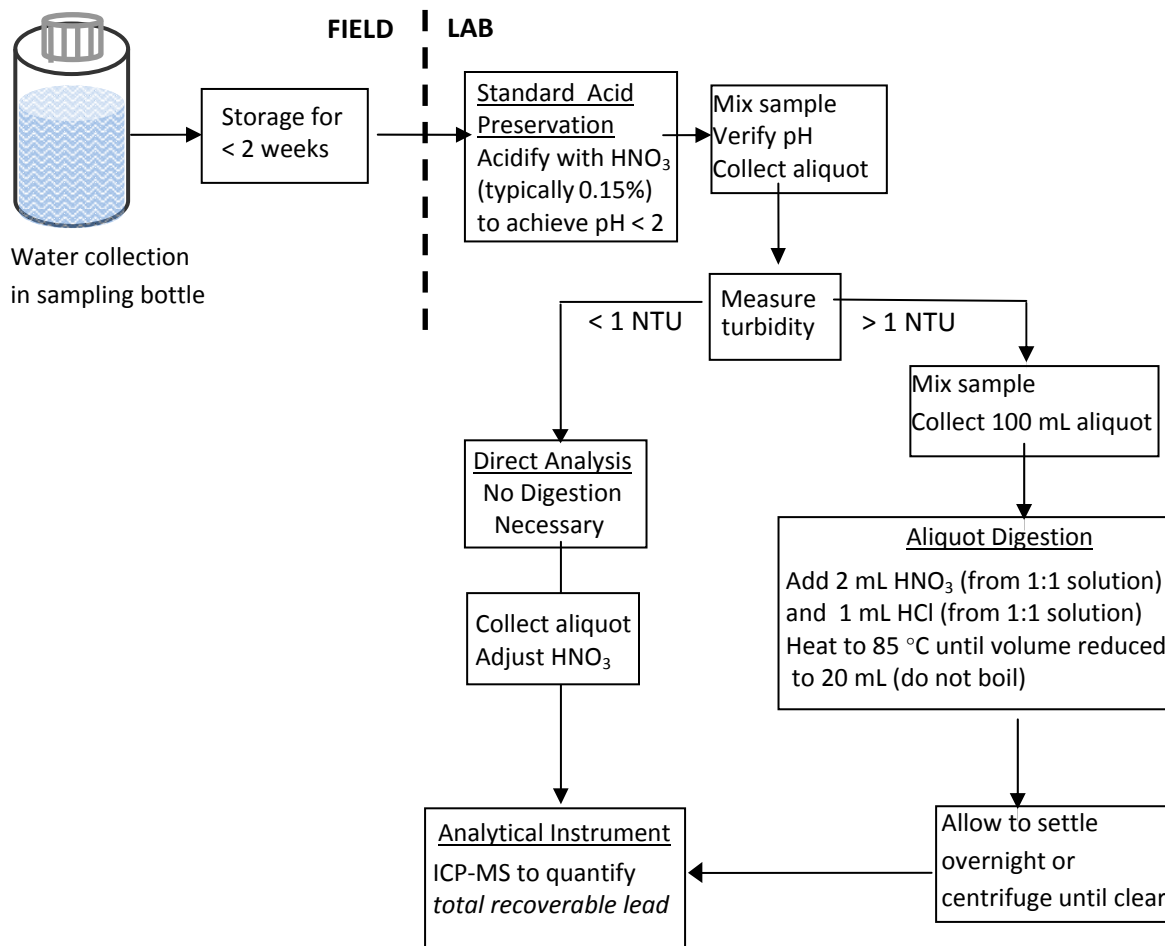 FIELD
LAB
Water collection
in sampling bottle
Storage for
< 2 weeks
Standard Acid
Preservation
Acidify with HNO₃
(typically 0.15%)
to achieve pH < 2
Mix sample
Verify pH
Collect aliquot
Measure
turbidity
< 1 NTU
> 1 NTU
Direct Analysis
No Digestion
Necessary
Collect aliquot
Adjust HNO₃
Mix sample
Collect 100 mL aliquot
Aliquot Digestion
Add 2 mL HNO₃ (from 1:1 solution)
and 1 mL HCl (from 1:1 solution)
Heat to 85 °C until volume reduced
to 20 mL (do not boil)
Allow to settle
overnight or
centrifuge until clear
Analytical Instrument
ICP-MS to quantify
total recoverable lead